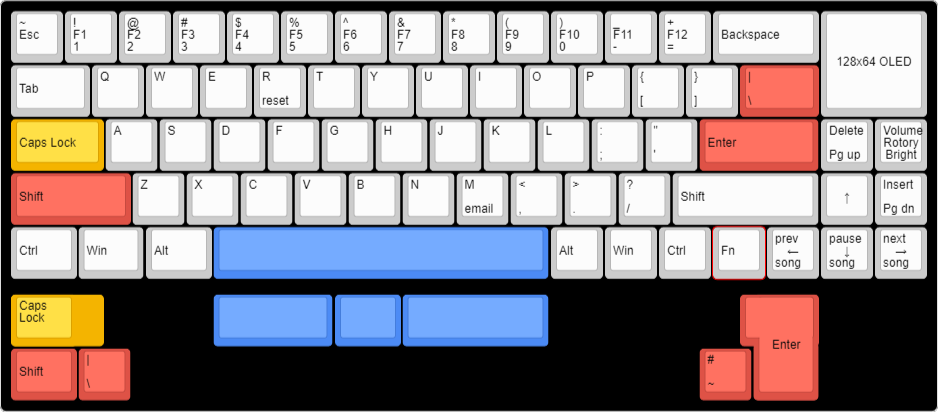 ~
Esc
!
F1
1
@
F2
2
#
F3
3
$
F4
4
%
F5
5
^
F6
6
&
F7
7
*
F8
8
(
F9
9
)
F10
0
_
F11
-
+
F12
=
Backspace
128x64 OLED
Tab
Q
W
E
R
reset
T
Y
U
I
O
P
{
[
}
]
|
\
Caps Lock
A
S
D
F
G
H
J
K
L
:
;
"
'
Enter
Delete
Pg up
Volume
Rotory
Bright
Shift
Z
X
C
V
B
N
M
email
<
,
>
.
?
/
Shift
↑
Insert
Pg dn
Ctrl
Win
Alt
Alt
Win
Ctrl
Fn
prev
←
song
pause
↓
song
next
→
song
Caps
Lock
Enter
Shift
|
\
#
~